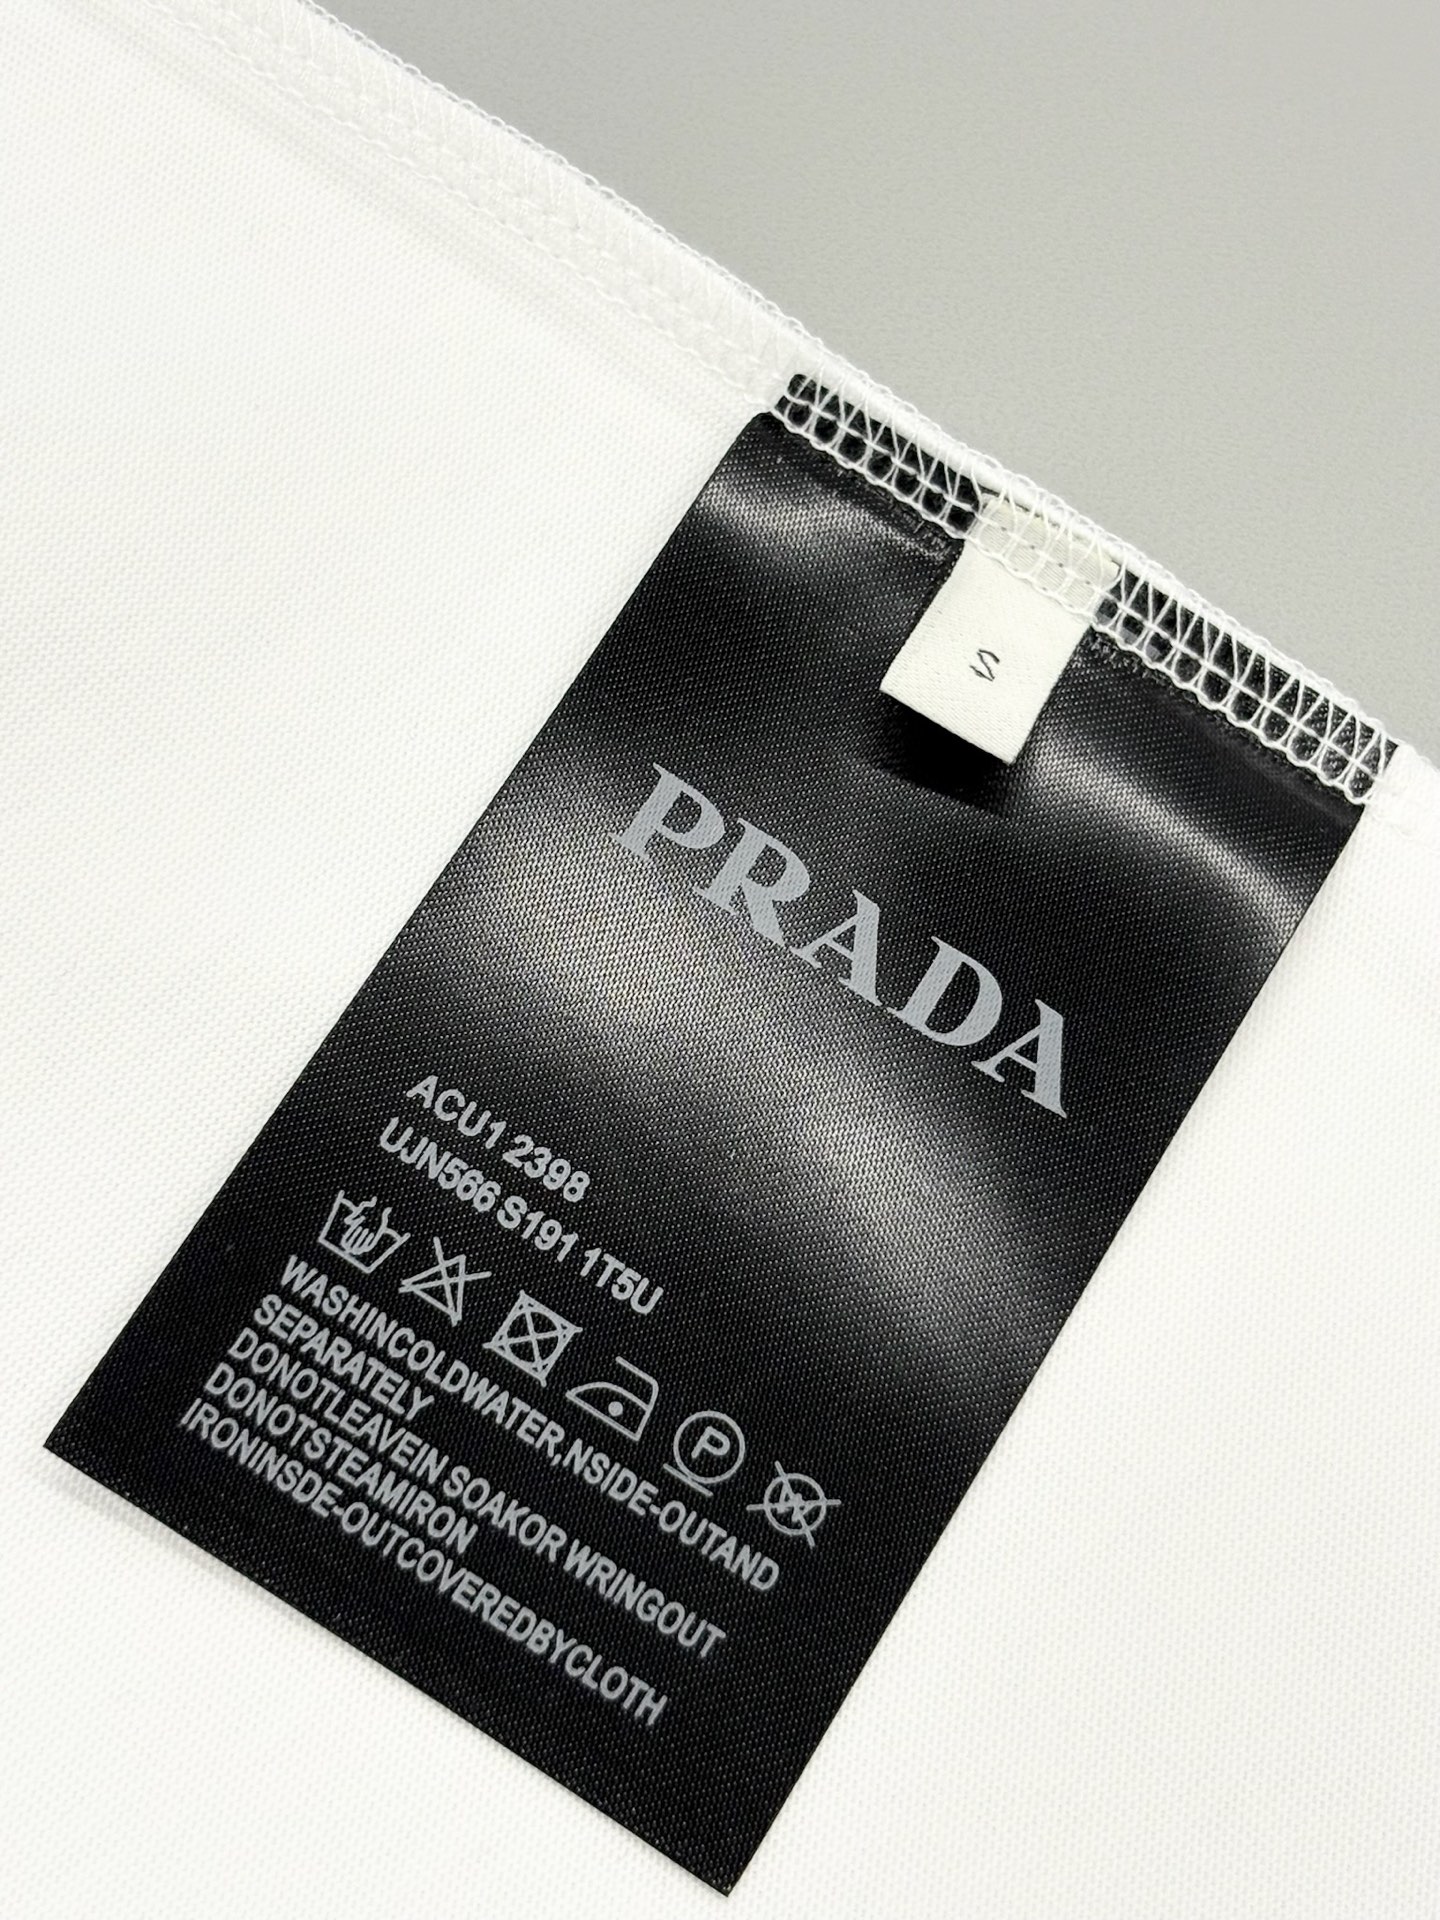 S
PRADA
ACU1 2398
UJN566 S191 1T5U
P
W
WASHINCOLDWATER,NSIDE-OUTAND
SEPARATELY
DONOTLEAVEIN SOAKOR WRINGOUT
DONOTSTEAMIRON
IRONINSDE-OUTCOVEREDBYCLOTH